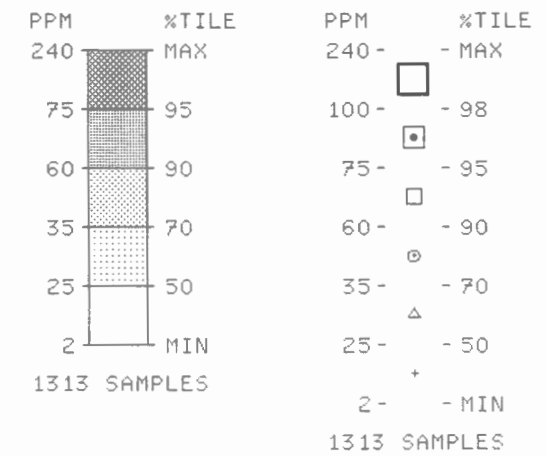 PPM %TILE
240 MAX
75 95
60 90
35 70
25 50
2 MIN
1313 SAMPLES
PPM %TILE
240- -MAX
100- -98
75- -95
60- -90
35- -70
25- -50
2- -MIN
1313 SAMPLES